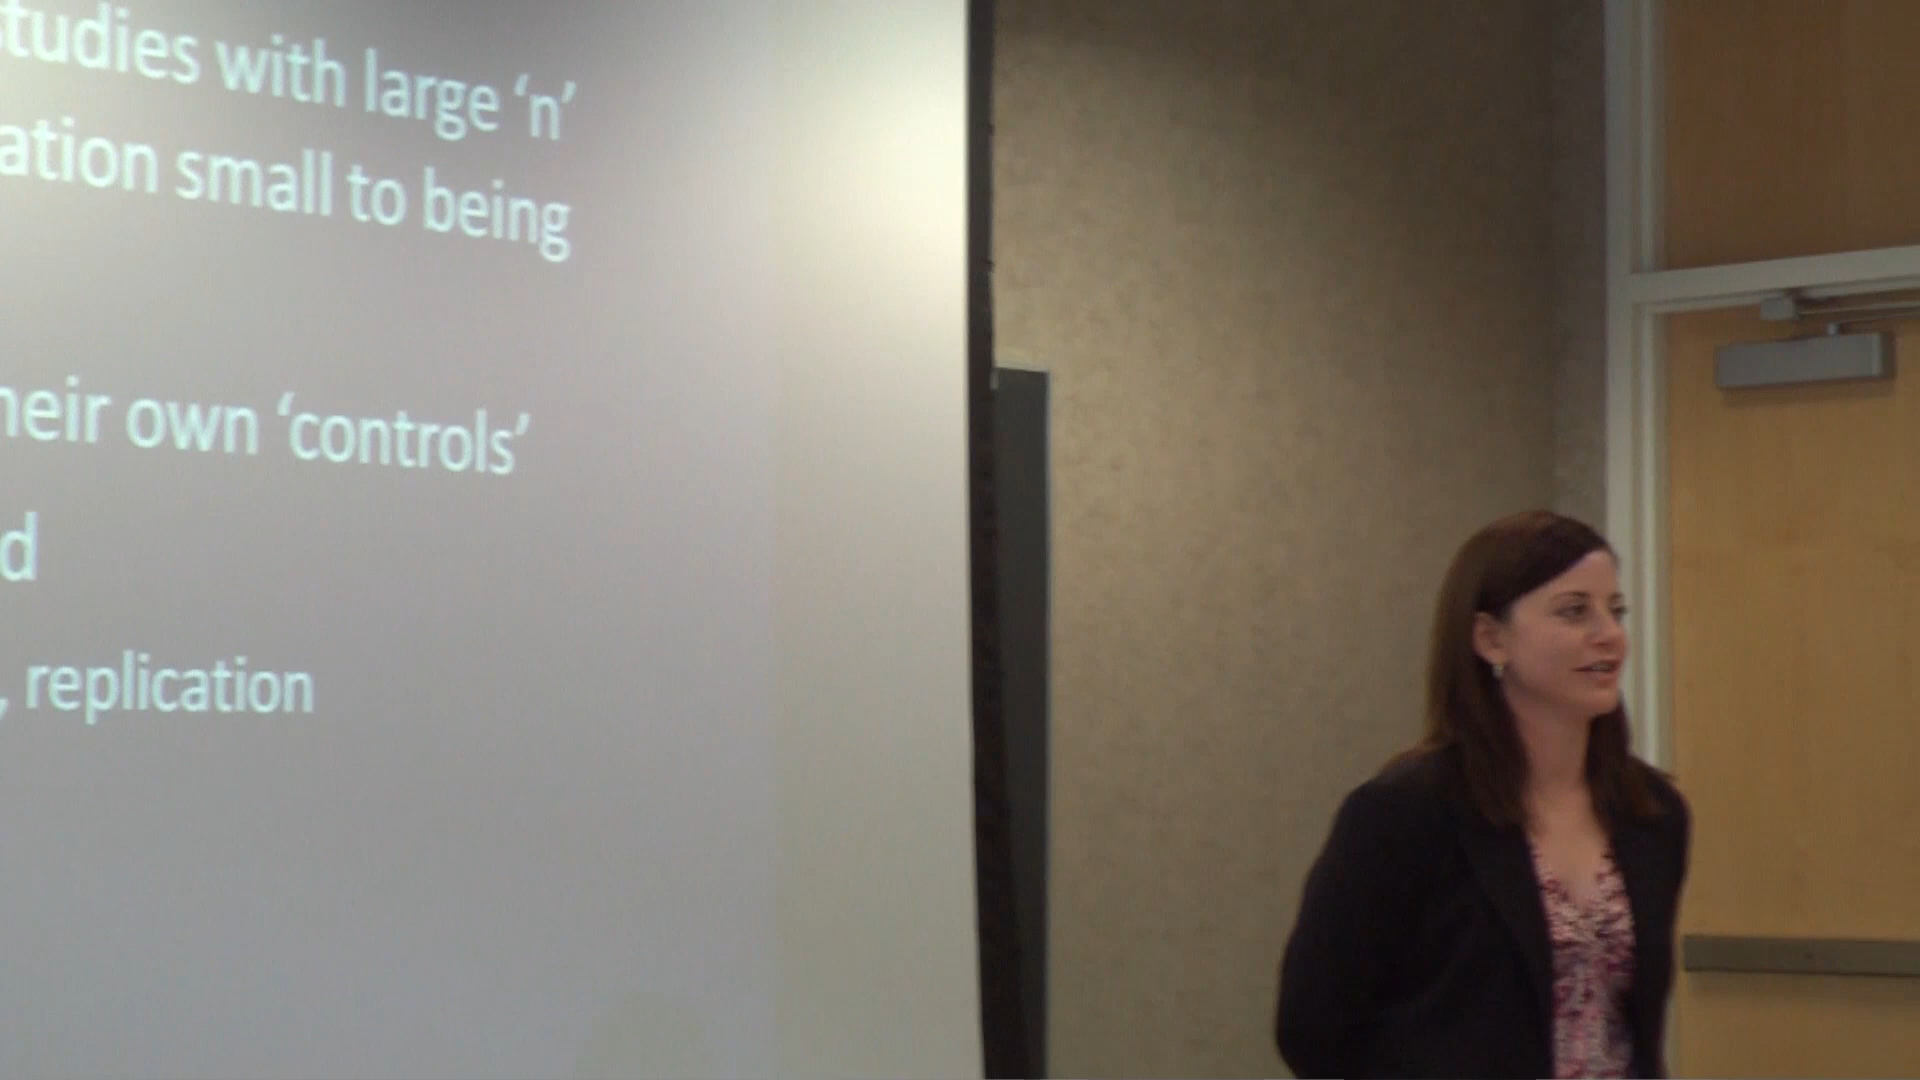 studies with large ‘n’
ation small to being
heir own ‘controls’
d
, replication